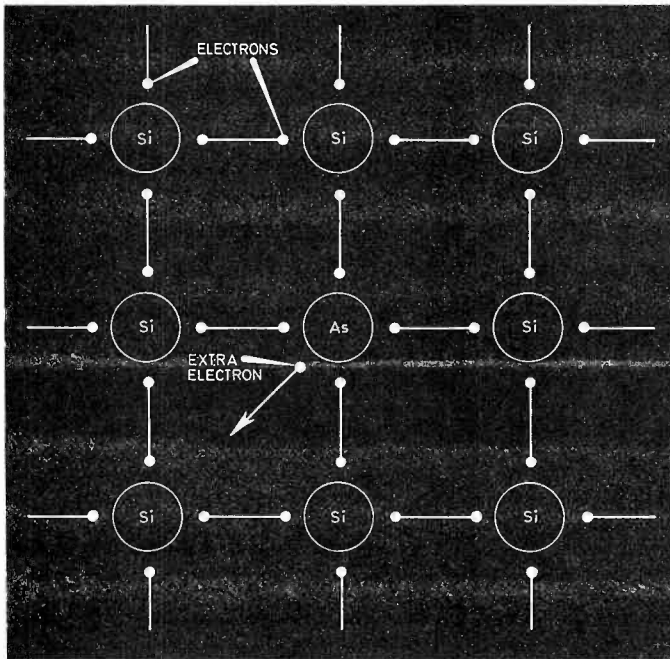 ELECTRONS
Si Si Si
Si As Si
EXTRA
ELECTRON
Si Si Si